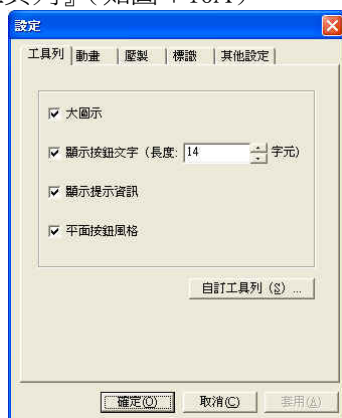 設定
工具列 動畫 壓製 標識 其他設定
大圖示
顯示按鈕文字 (長度: 14 字元)
顯示提示資訊
平面按鈕風格
自訂工具列 (S) ...
確定(O) 取消(C) 套用(A)